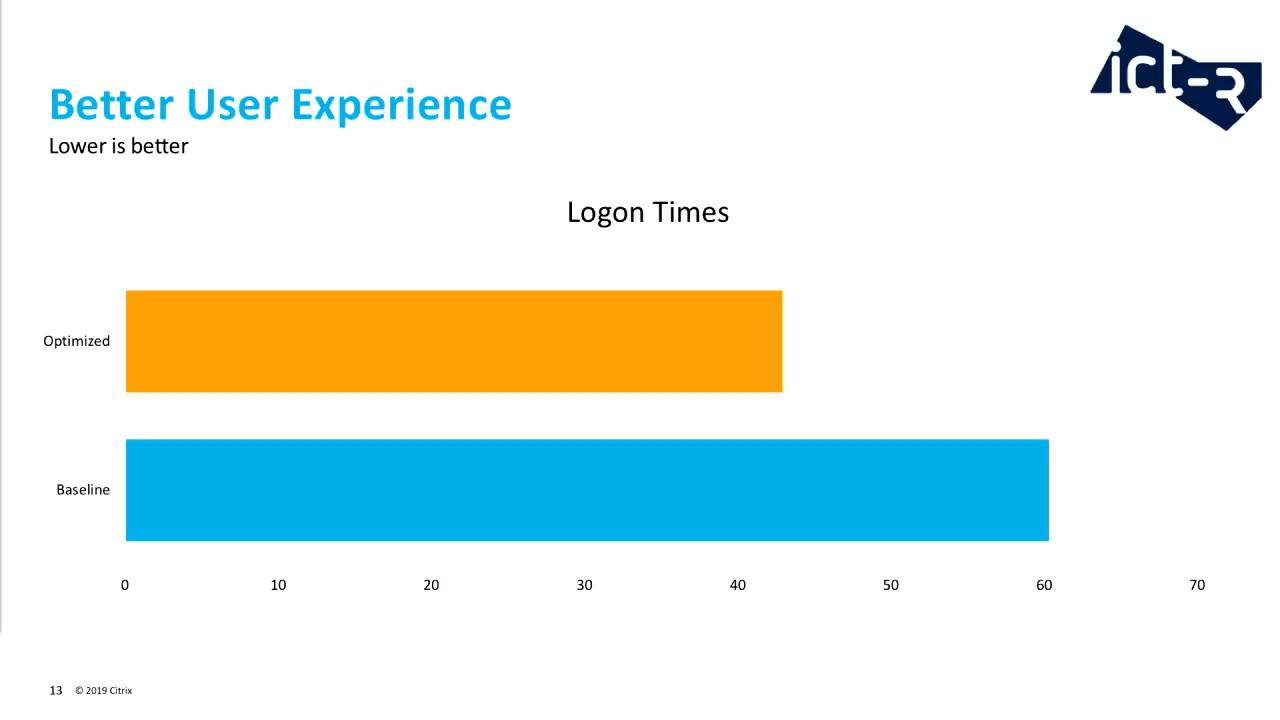 ict-R
Better User Experience
Lower is better
Logon Times
Optimized
Baseline
0 10 20 30 40 50 60 70
13 © 2019 Citrix